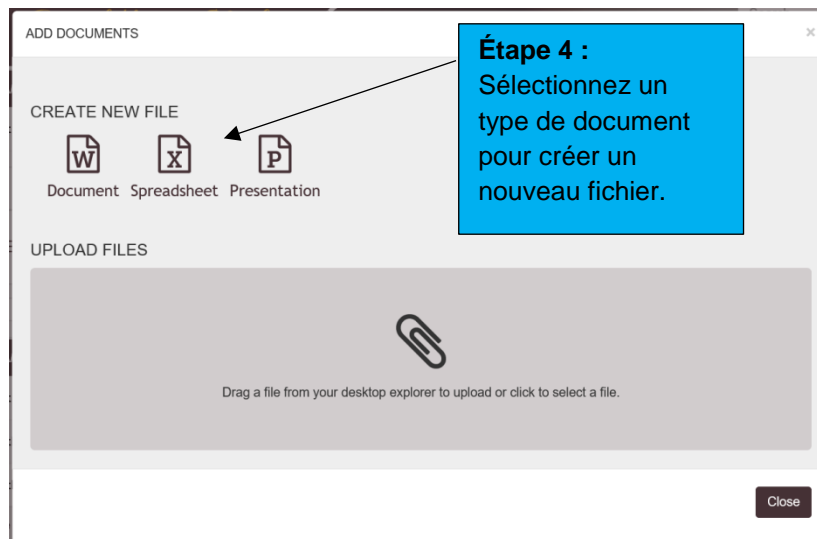 ADD DOCUMENTS
×
Étape 4 :
Sélectionnez un
type de document
pour créer un
nouveau fichier.
CREATE NEW FILE
W X P
Document Spreadsheet Presentation
UPLOAD FILES
Drag a file from your desktop explorer to upload or click to select a file.
Close